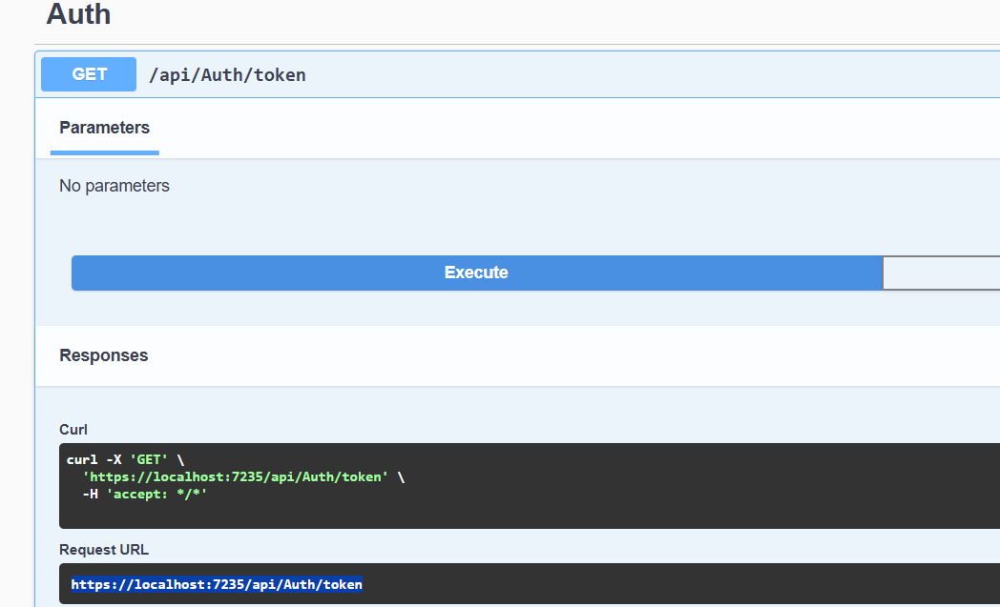 Auth
GET /api/Auth/token
Parameters
No parameters
Execute
Responses
Curl
curl -X 'GET' \
'https://localhost:7235/api/Auth/token' \
-H 'accept: */*'
Request URL
https://localhost:7235/api/Auth/token